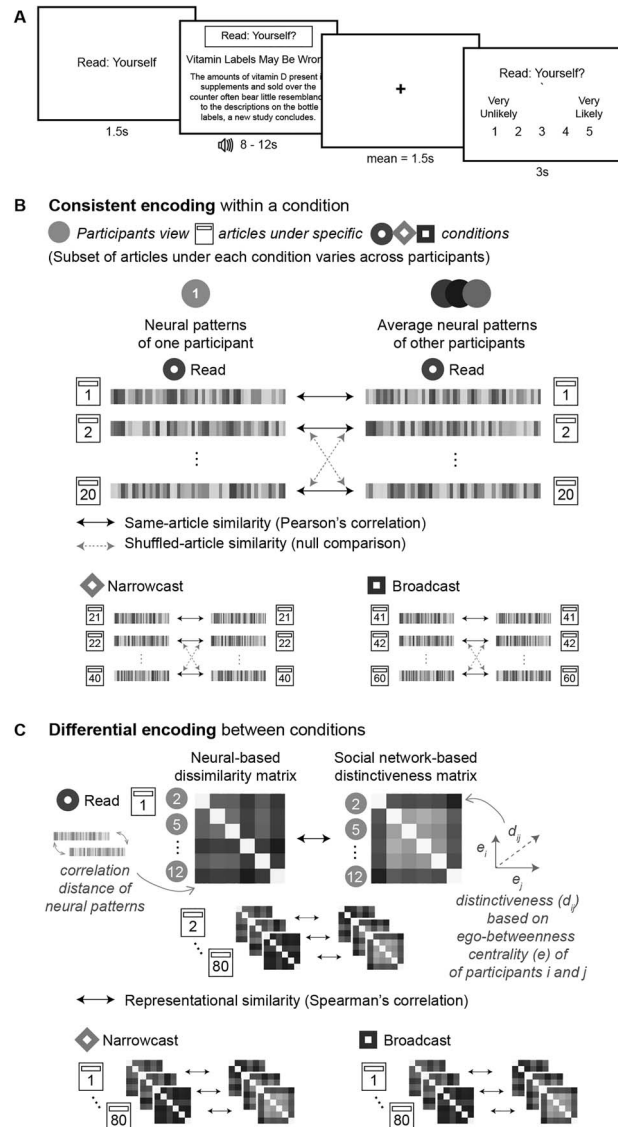 A
Read: Yourself
1.5s
Read: Yourself?
Vitamin Labels May Be Wron
The amounts of vitamin D present i
supplements and sold over the
counter often bear little resemblanc
to the descriptions on the bottle
labels, a new study concludes.
8 - 12s
+
mean = 1.5s
Read: Yourself?
Very Unlikely
Very Likely
1 2 3 4 5
3s
B Consistent encoding within a condition
Participants view articles under specific conditions
(Subset of articles under each condition varies across participants)
1
Neural patterns
of one participant
Average neural patterns
of other participants
Read
Read
1 1
2 2
⋮ ⋮
20 20
Same-article similarity (Pearson's correlation)
Shuffled-article similarity (null comparison)
Narrowcast
21 21
22 22
⋮ ⋮
40 40
Broadcast
41 41
42 42
⋮ ⋮
60 60
C Differential encoding between conditions
Neural-based
dissimilarity matrix
Social network-based
distinctiveness matrix
Read 1
2
5
⋮
12
2
5
⋮
12
correlation
distance of
neural patterns
dij
ei
ej
distinctiveness (dij)
based on
ego-betweenness
centrality (e) of
of participants i and j
2
80
Representational similarity (Spearman's correlation)
Narrowcast
1
80
Broadcast
1
80